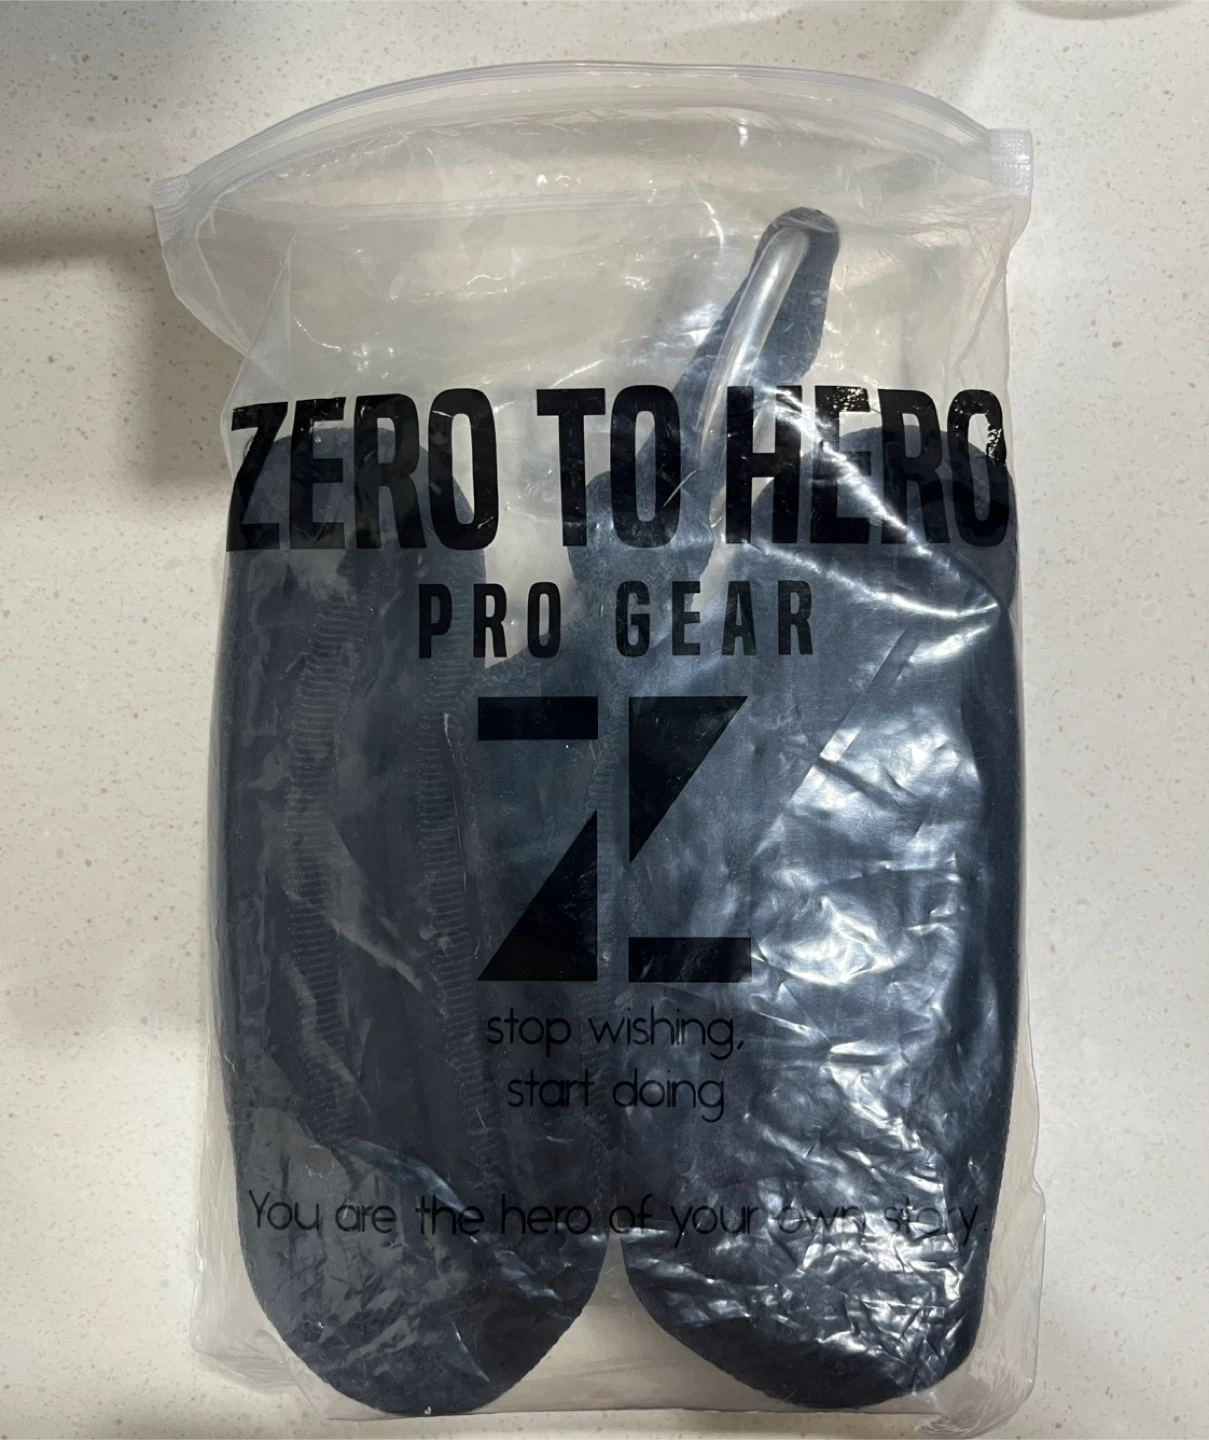 ZERO TO HERO
PRO GEAR
stop wishing,
start doing
You are the hero of your own story.